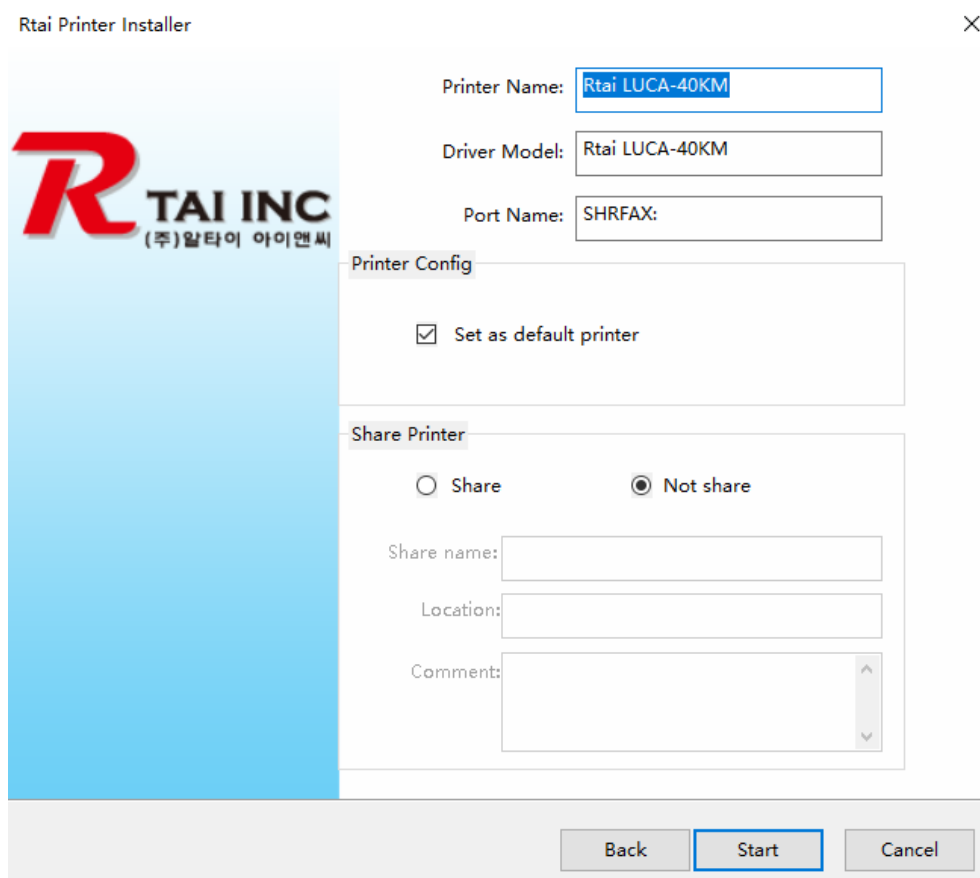 Rtai Printer Installer
Printer Name: Rtai LUCA-40KM
Driver Model: Rtai LUCA-40KM
Port Name: SHRFAX:
RTAI INC
(주)알타이 아이앤씨
Printer Config
Set as default printer
Share Printer
Share Not share
Share name:
Location:
Comment:
Back Start Cancel